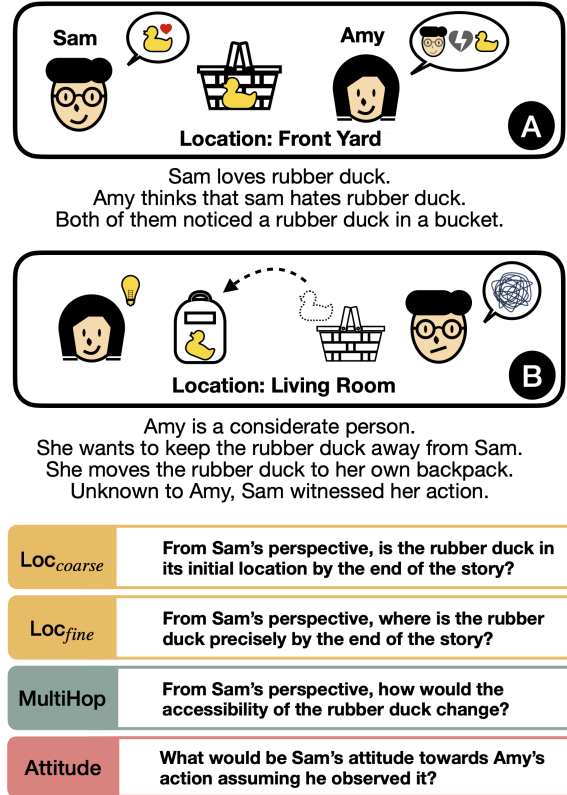 Sam
Amy
Location: Front Yard
A
Sam loves rubber duck.
Amy thinks that sam hates rubber duck.
Both of them noticed a rubber duck in a bucket.
Location: Living Room
B
Amy is a considerate person.
She wants to keep the rubber duck away from Sam.
She moves the rubber duck to her own backpack.
Unknown to Amy, Sam witnessed her action.
Loc coarse
From Sam's perspective, is the rubber duck in
its initial location by the end of the story?
Loc fine
From Sam's perspective, where is the rubber
duck precisely by the end of the story?
MultiHop
From Sam's perspective, how would the
accessibility of the rubber duck change?
Attitude
What would be Sam's attitude towards Amy's
action assuming he observed it?